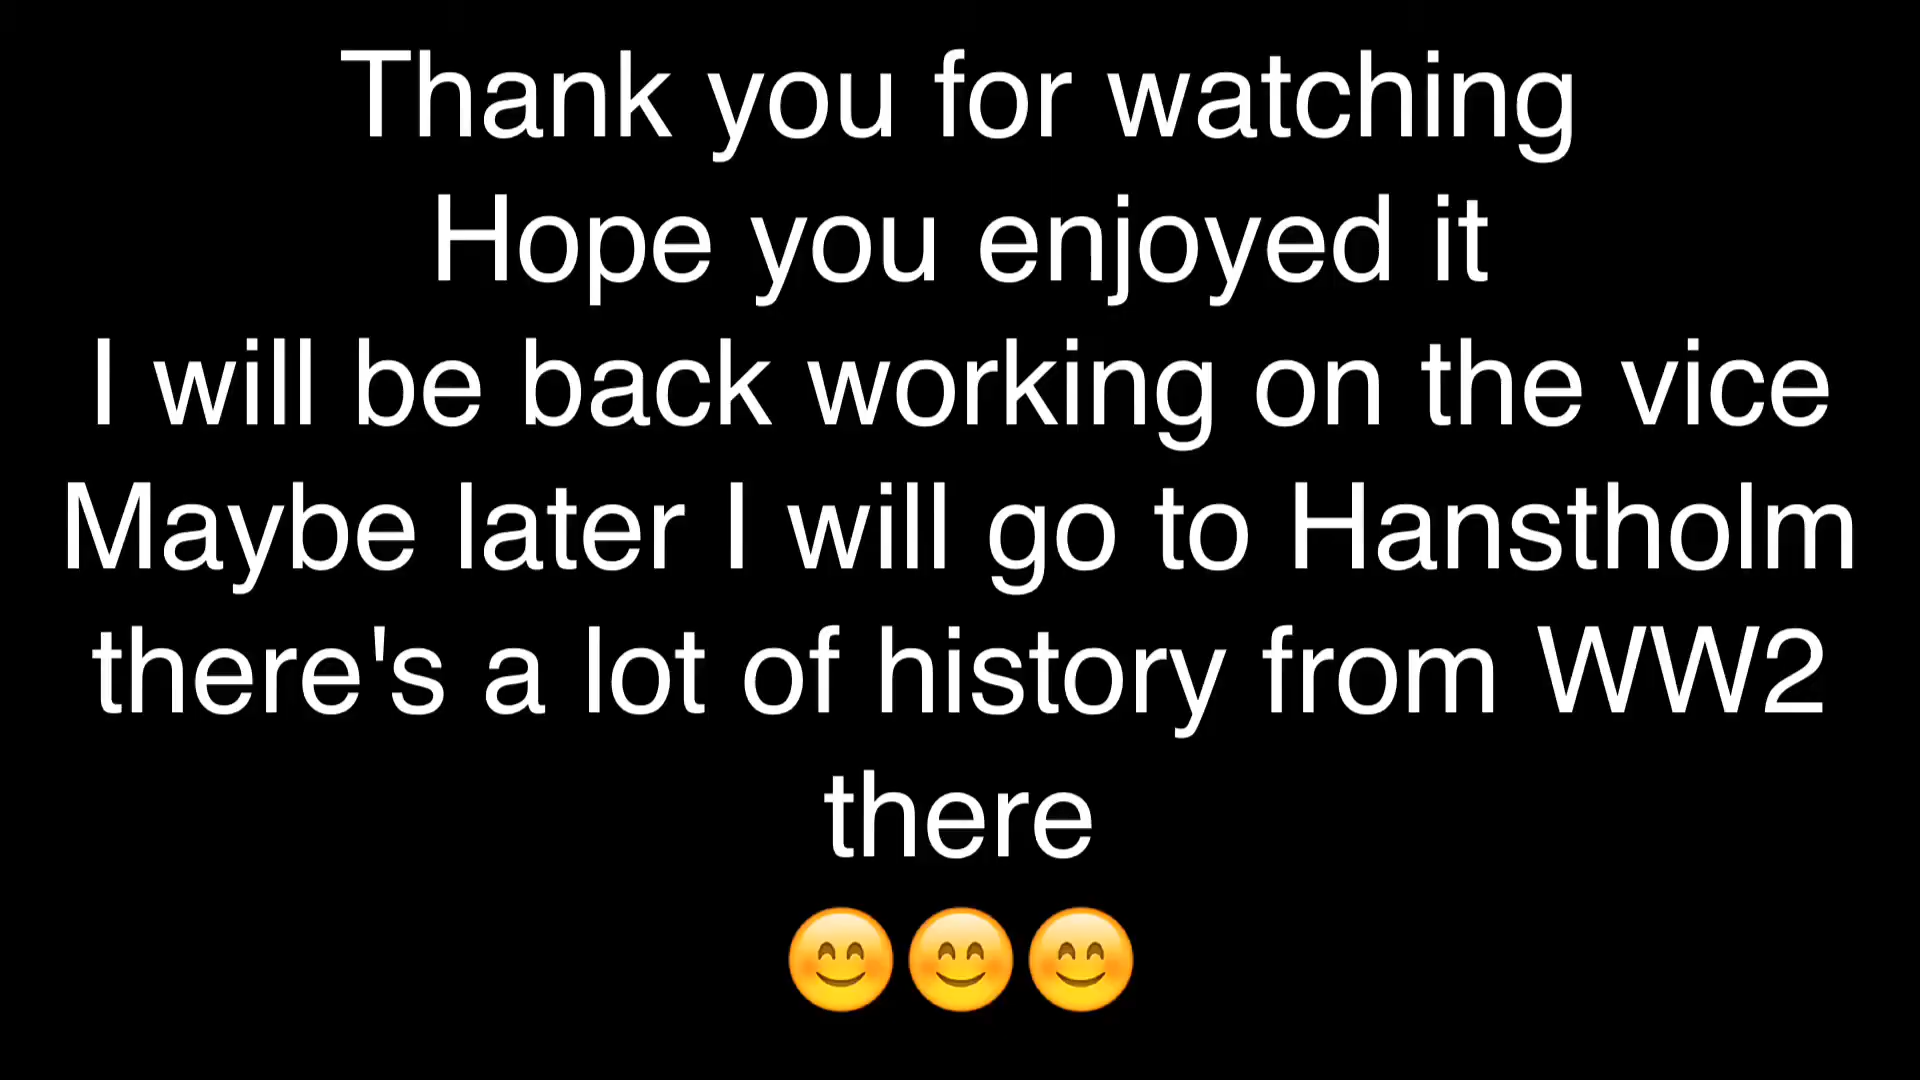 Thank you for watching
Hope you enjoyed it
I will be back working on the vice
Maybe later I will go to Hanstholm
there's a lot of history from WW2
there
😊😊😊